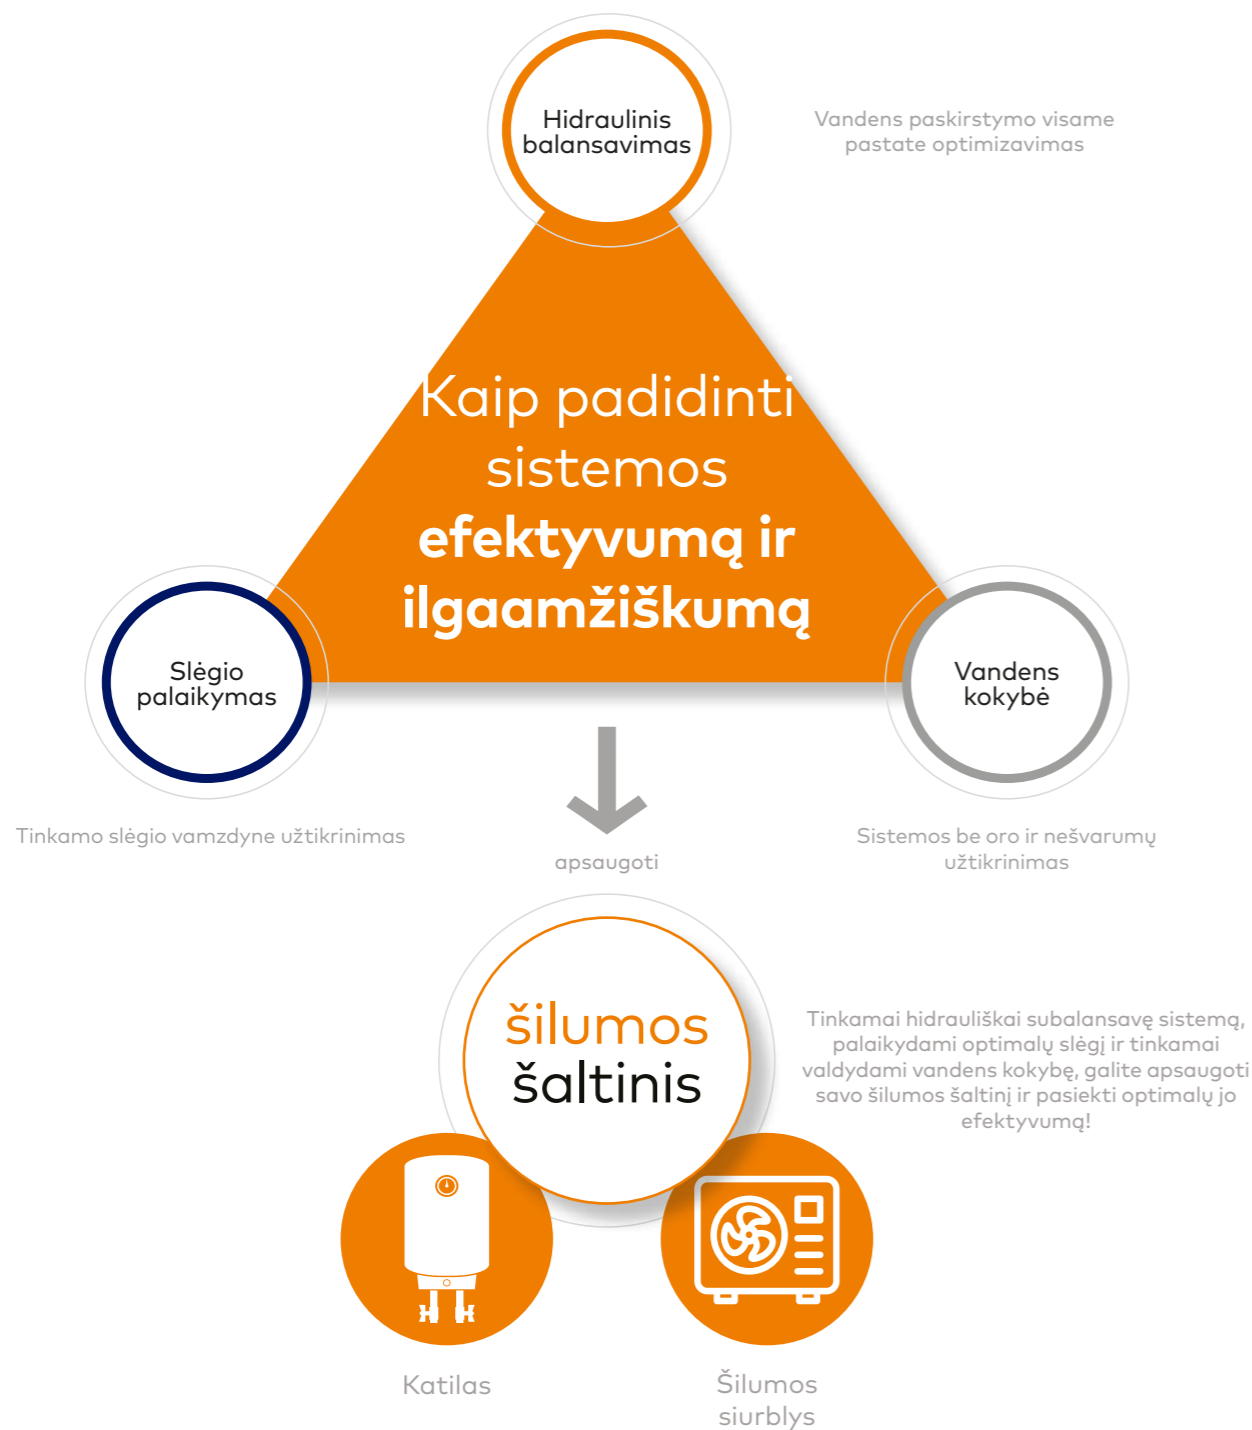 Hidraulinis
balansavimas
Vandens paskirstymo visame
pastate optimizavimas
Kaip padidinti
sistemos
efektyvumą ir
ilgaamžiškumą
Slėgio
palaikymas
Vandens
kokybė
Tinkamo slėgio vamzdyne užtikrinimas
Sistemos be oro ir nešvarumų
užtikrinimas
apsaugoti
šilumos
šaltinis
Tinkamai hidrauliškai subalansavę sistemą,
palaikydami optimalų slėgį ir tinkamai
valdydami vandens kokybę, galite apsaugoti
savo šilumos šaltinį ir pasiekti optimalų jo
efektyvumą!
Katilas
Šilumos
siurblys